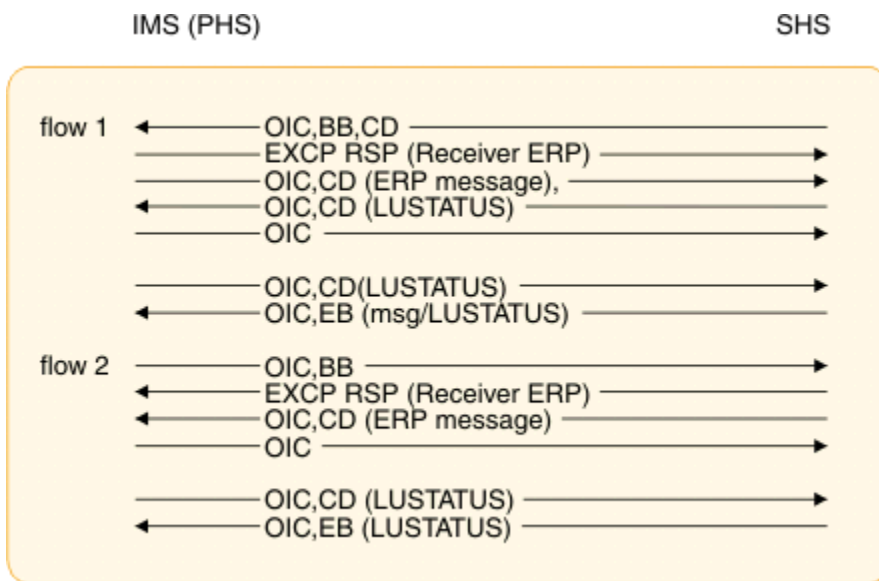 IMS (PHS) SHS
flow 1 OIC,BB,CD
EXCP RSP (Receiver ERP)
OIC,CD (ERP message),
OIC,CD (LUSTATUS)
OIC
OIC,CD(LUSTATUS)
OIC,EB (msg/LUSTATUS)
flow 2 OIC,BB
EXCP RSP (Receiver ERP)
OIC,CD (ERP message)
OIC
OIC,CD (LUSTATUS)
OIC,EB (LUSTATUS)